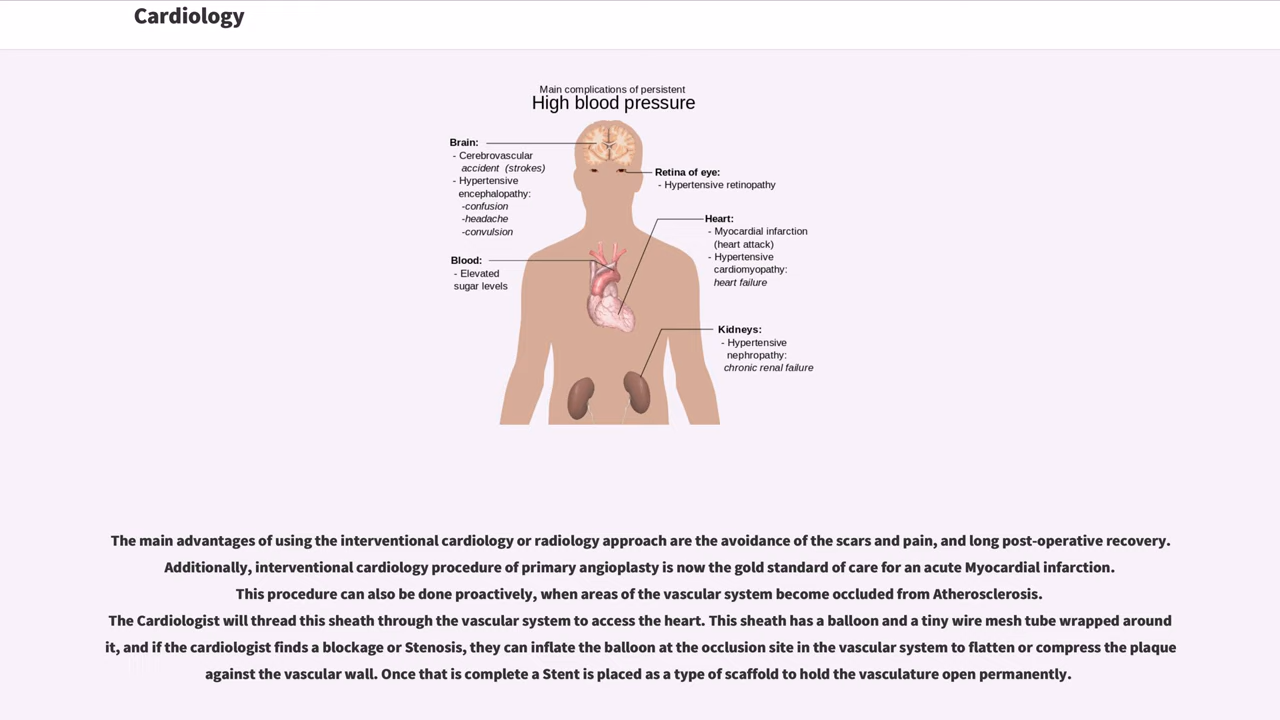 Cardiology
Main complications of persistent
High blood pressure
Brain:
- Cerebrovascular
accident (strokes)
- Hypertensive
encephalopathy:
-confusion
-headache
-convulsion
Retina of eye:
- Hypertensive retinopathy
Heart:
- Myocardial infarction
(heart attack)
- Hypertensive
cardiomyopathy:
heart failure
Blood:
- Elevated
sugar levels
Kidneys:
- Hypertensive
nephropathy:
chronic renal failure
The main advantages of using the interventional cardiology or radiology approach are the avoidance of the scars and pain, and long post-operative recovery.
Additionally, interventional cardiology procedure of primary angioplasty is now the gold standard of care for an acute Myocardial infarction.
This procedure can also be done proactively, when areas of the vascular system become occluded from Atherosclerosis.
The Cardiologist will thread this sheath through the vascular system to access the heart. This sheath has a balloon and a tiny wire mesh tube wrapped around
it, and if the cardiologist finds a blockage or Stenosis, they can inflate the balloon at the occlusion site in the vascular system to flatten or compress the plaque
against the vascular wall. Once that is complete a Stent is placed as a type of scaffold to hold the vasculature open permanently.